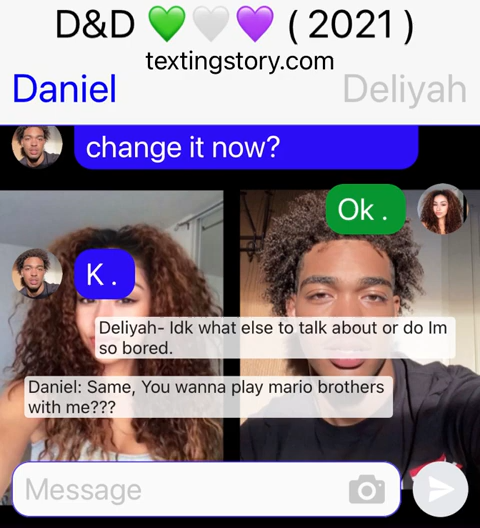 D&D 💚🤍💜 ( 2021 )
textingstory.com
Daniel
Deliyah
change it now?
Ok .
K .
Deliyah- Idk what else to talk about or do Im
so bored.
Daniel: Same, You wanna play mario brothers
with me???
Message